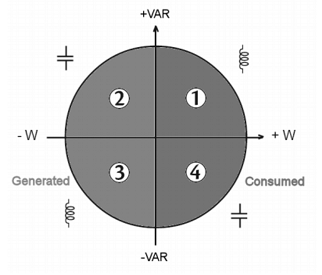 +VAR
2 1
- W + W
3 4
Generated Consumed
-VAR